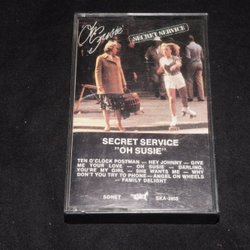 Oh Susie
SECRET SERVICE
SECRET SERVICE
"OH SUSIE"
TEN O'CLOCK POSTMAN — HEY JOHNNY — GIVE
ME YOUR LOVE — OH SUSIE — DARLING,
YOU'RE MY GIRL — SHE WANTS ME — WHY
DON'T YOU TRY TO PHONE — ANGEL ON WHEELS
— FAMILY DELIGHT
SONET